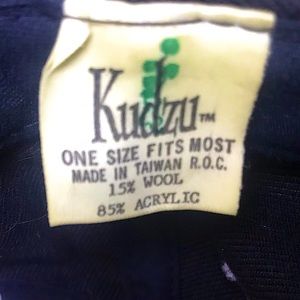 Kudzu™
ONE SIZE FITS MOST
MADE IN TAIWAN R.O.C.
15% WOOL
85% ACRYLIC